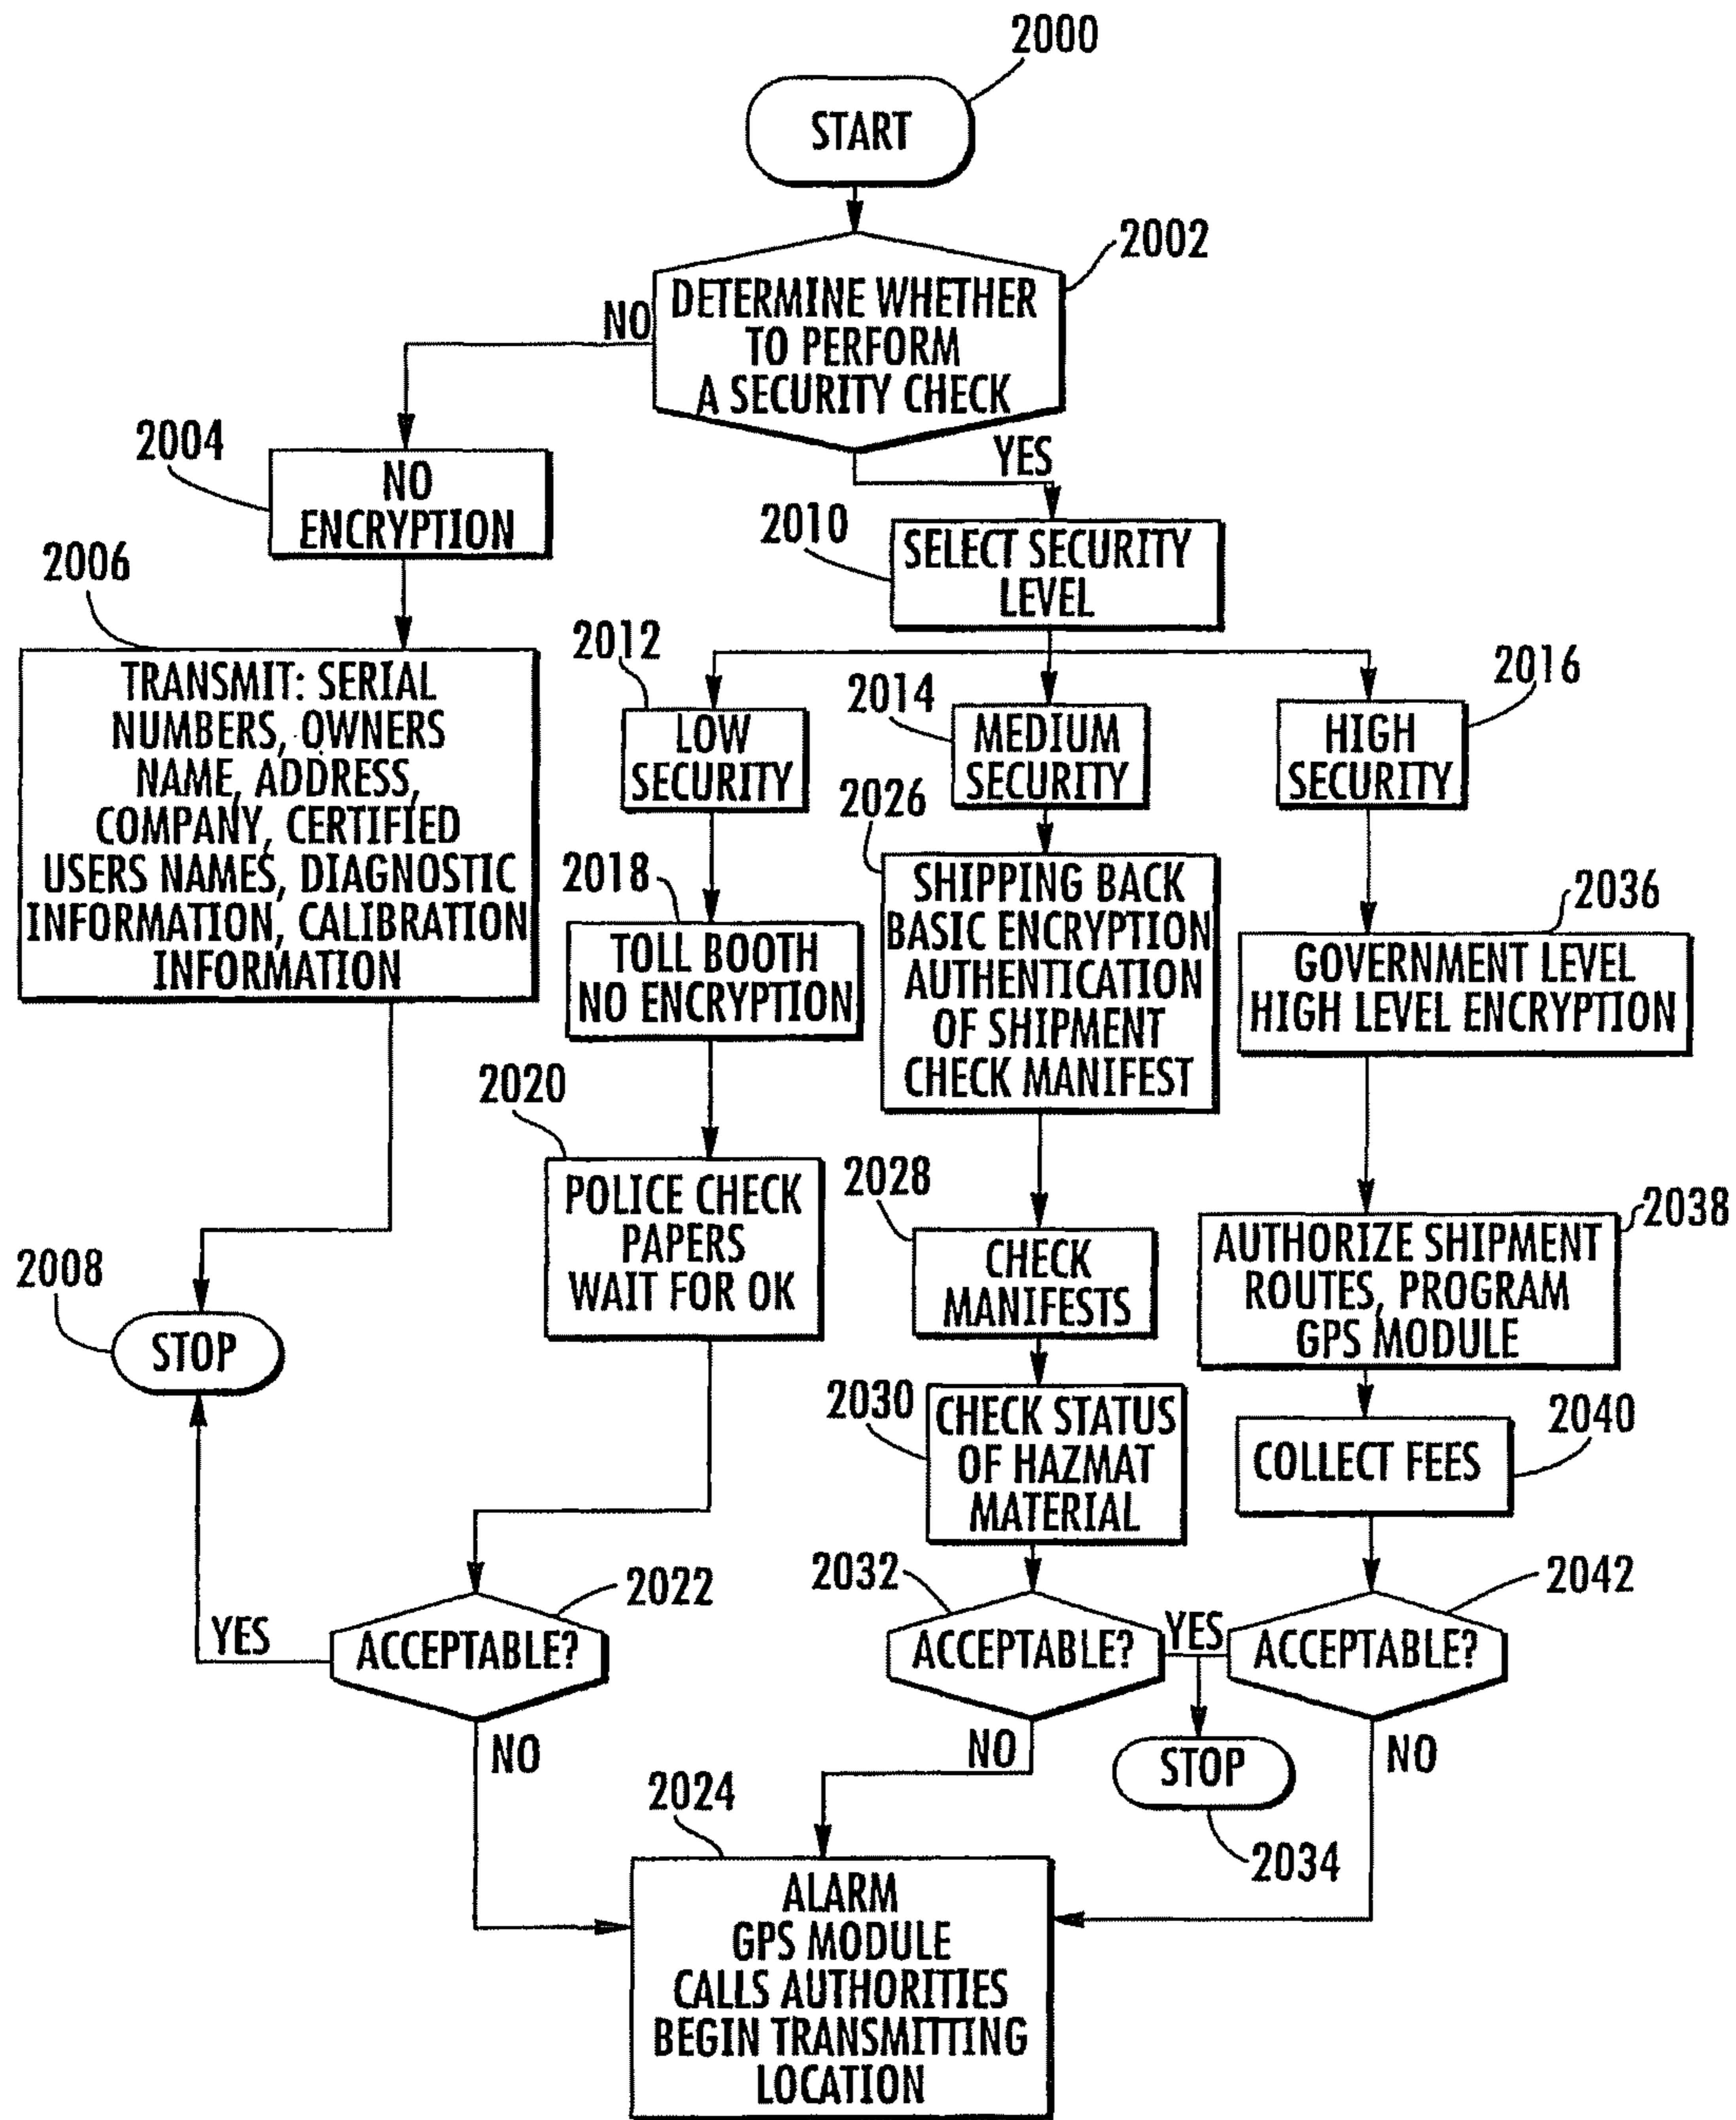 2000
START
2002
DETERMINE WHETHER
TO PERFORM
A SECURITY CHECK
NO
YES
2004
NO
ENCRYPTION
2006
TRANSMIT: SERIAL
NUMBERS, OWNERS
NAME, ADDRESS,
COMPANY, CERTIFIED
USERS NAMES, DIAGNOSTIC
INFORMATION, CALIBRATION
INFORMATION
2008
STOP
2010
SELECT SECURITY
LEVEL
2012
LOW
SECURITY
2014
MEDIUM
SECURITY
2016
HIGH
SECURITY
2018
TOLL BOOTH
NO ENCRYPTION
2020
POLICE CHECK
PAPERS
WAIT FOR OK
2022
ACCEPTABLE?
YES
NO
2026
SHIPPING BACK
BASIC ENCRYPTION
AUTHENTICATION
OF SHIPMENT
CHECK MANIFEST
2028
CHECK
MANIFESTS
2030
CHECK STATUS
OF HAZMAT
MATERIAL
2032
ACCEPTABLE?
YES
NO
2036
GOVERNMENT LEVEL
HIGH LEVEL ENCRYPTION
2038
AUTHORIZE SHIPMENT
ROUTES, PROGRAM
GPS MODULE
2040
COLLECT FEES
2042
ACCEPTABLE?
NO
STOP
2034
2024
ALARM
GPS MODULE
CALLS AUTHORITIES
BEGIN TRANSMITTING
LOCATION